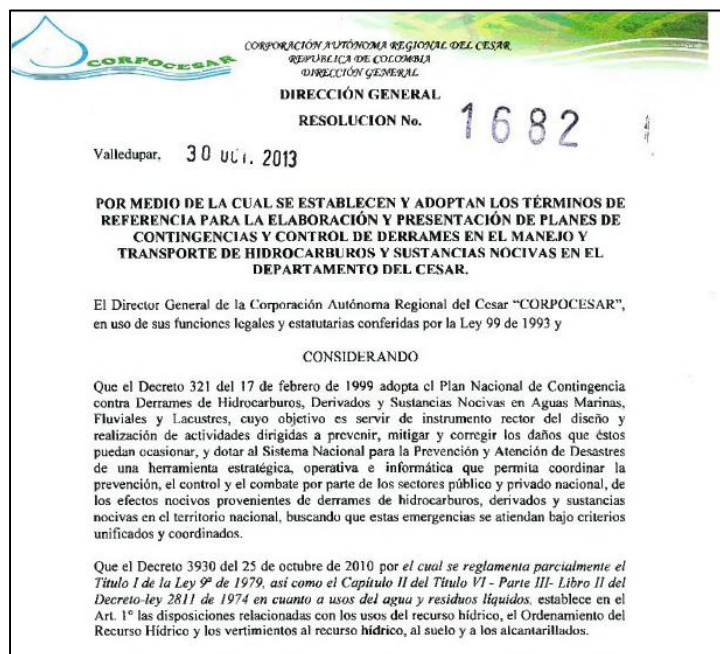 CORPOCESAR
CORPORACIÓN AUTÓNOMA REGIONAL DEL CESAR
REPÚBLICA DE COLOMBIA
DIRECCIÓN GENERAL
DIRECCIÓN GENERAL
RESOLUCION No. 1682
Valledupar, 30 OCT. 2013
POR MEDIO DE LA CUAL SE ESTABLECEN Y ADOPTAN LOS TÉRMINOS DE
REFERENCIA PARA LA ELABORACIÓN Y PRESENTACIÓN DE PLANES DE
CONTINGENCIAS Y CONTROL DE DERRAMES EN EL MANEJO Y
TRANSPORTE DE HIDROCARBUROS Y SUSTANCIAS NOCIVAS EN EL
DEPARTAMENTO DEL CESAR.
El Director General de la Corporación Autónoma Regional del Cesar “CORPOCESAR”,
en uso de sus funciones legales y estatutarias conferidas por la Ley 99 de 1993 y
CONSIDERANDO
Que el Decreto 321 del 17 de febrero de 1999 adopta el Plan Nacional de Contingencia
contra Derrames de Hidrocarburos, Derivados y Sustancias Nocivas en Aguas Marinas,
Fluviales y Lacustres, cuyo objetivo es servir de instrumento rector del diseño y
realización de actividades dirigidas a prevenir, mitigar y corregir los daños que éstos
puedan ocasionar, y dotar al Sistema Nacional para la Prevención y Atención de Desastres
de una herramienta estratégica, operativa e informática que permita coordinar la
prevención, el control y el combate por parte de los sectores público y privado nacional, de
los efectos nocivos provenientes de derrames de hidrocarburos, derivados y sustancias
nocivas en el territorio nacional, buscando que estas emergencias se atiendan bajo criterios
unificados y coordinados.
Que el Decreto 3930 del 25 de octubre de 2010 por el cual se reglamenta parcialmente el
Título I de la Ley 9ª de 1979, así como el Capítulo II del Título VI - Parte III- Libro II del
Decreto-ley 2811 de 1974 en cuanto a usos del agua y residuos líquidos, establece en el
Art. 1° las disposiciones relacionadas con los usos del recurso hídrico, el Ordenamiento del
Recurso Hídrico y los vertimientos al recurso hídrico, al suelo y a los alcantarillados.